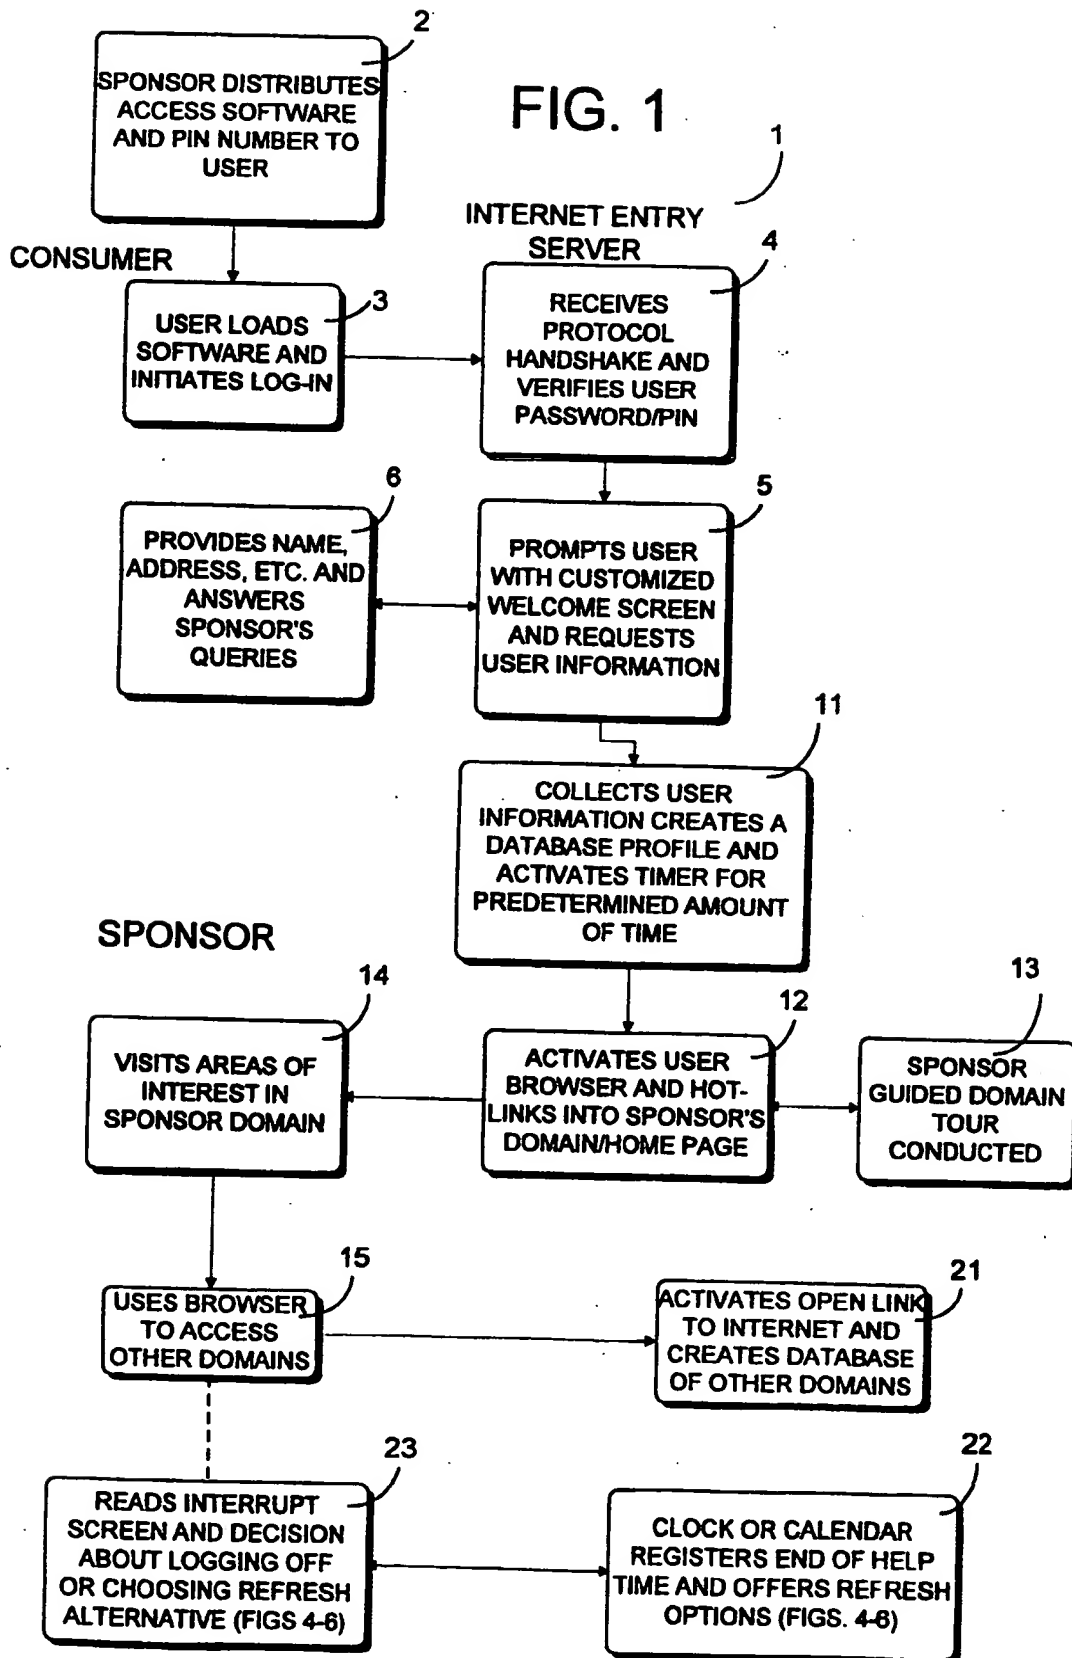 2
SPONSOR DISTRIBUTES
ACCESS SOFTWARE
AND PIN NUMBER TO
USER
FIG. 1
1
CONSUMER
INTERNET ENTRY
SERVER
3
USER LOADS
SOFTWARE AND
INITIATES LOG-IN
4
RECEIVES
PROTOCOL
HANDSHAKE AND
VERIFIES USER
PASSWORD/PIN
6
PROVIDES NAME,
ADDRESS, ETC. AND
ANSWERS
SPONSOR'S
QUERIES
5
PROMPTS USER
WITH CUSTOMIZED
WELCOME SCREEN
AND REQUESTS
USER INFORMATION
11
COLLECTS USER
INFORMATION CREATES A
DATABASE PROFILE AND
ACTIVATES TIMER FOR
PREDETERMINED AMOUNT
OF TIME
SPONSOR
14
VISITS AREAS OF
INTEREST IN
SPONSOR DOMAIN
12
ACTIVATES USER
BROWSER AND HOT-
LINKS INTO SPONSOR'S
DOMAIN/HOME PAGE
13
SPONSOR
GUIDED DOMAIN
TOUR
CONDUCTED
15
USES BROWSER
TO ACCESS
OTHER DOMAINS
21
ACTIVATES OPEN LINK
TO INTERNET AND
CREATES DATABASE
OF OTHER DOMAINS
23
READS INTERRUPT
SCREEN AND DECISION
ABOUT LOGGING OFF
OR CHOOSING REFRESH
ALTERNATIVE (FIGS 4-6)
22
CLOCK OR CALENDAR
REGISTERS END OF HELP
TIME AND OFFERS REFRESH
OPTIONS (FIGS. 4-6)